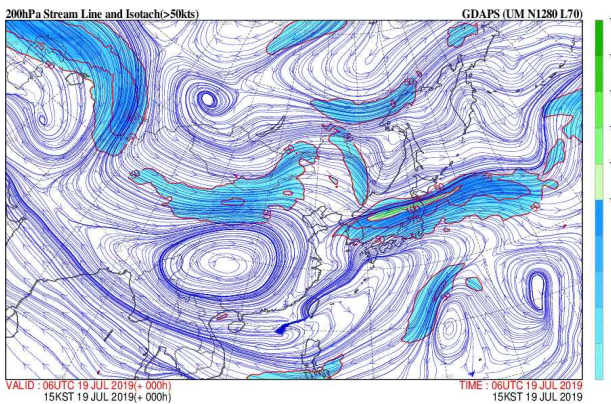 200hPa Stream Line and Isotach(>50kts) GDAPS (UM N1280 L70)
VALID : 06UTC 19 JUL 2019(+ 000h) TIME : 06UTC 19 JUL 2019
15KST 19 JUL 2019(+ 000h) 15KST 19 JUL 2019